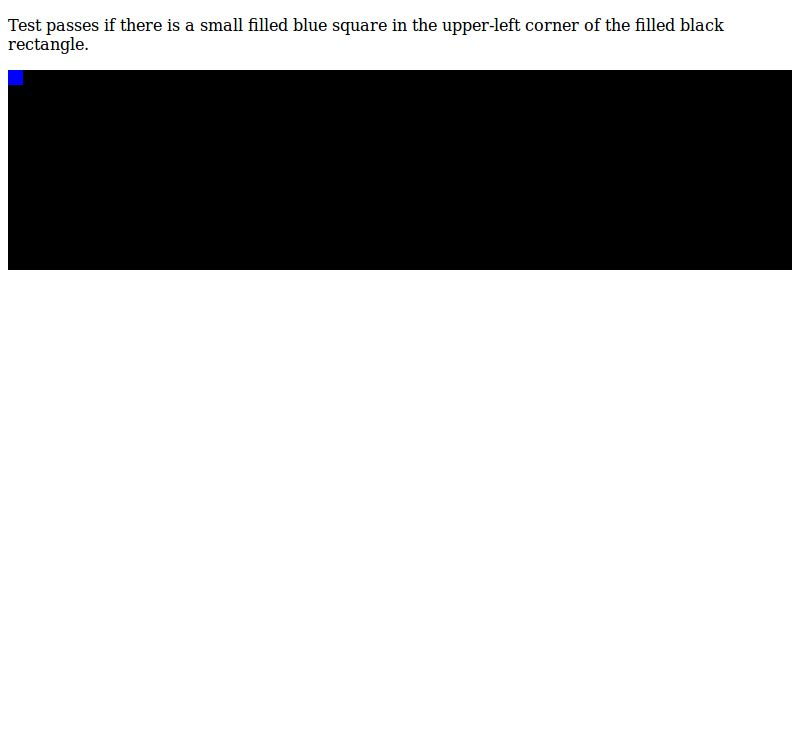 Test passes if there is a small filled blue square in the upper-left corner of the filled black
rectangle.